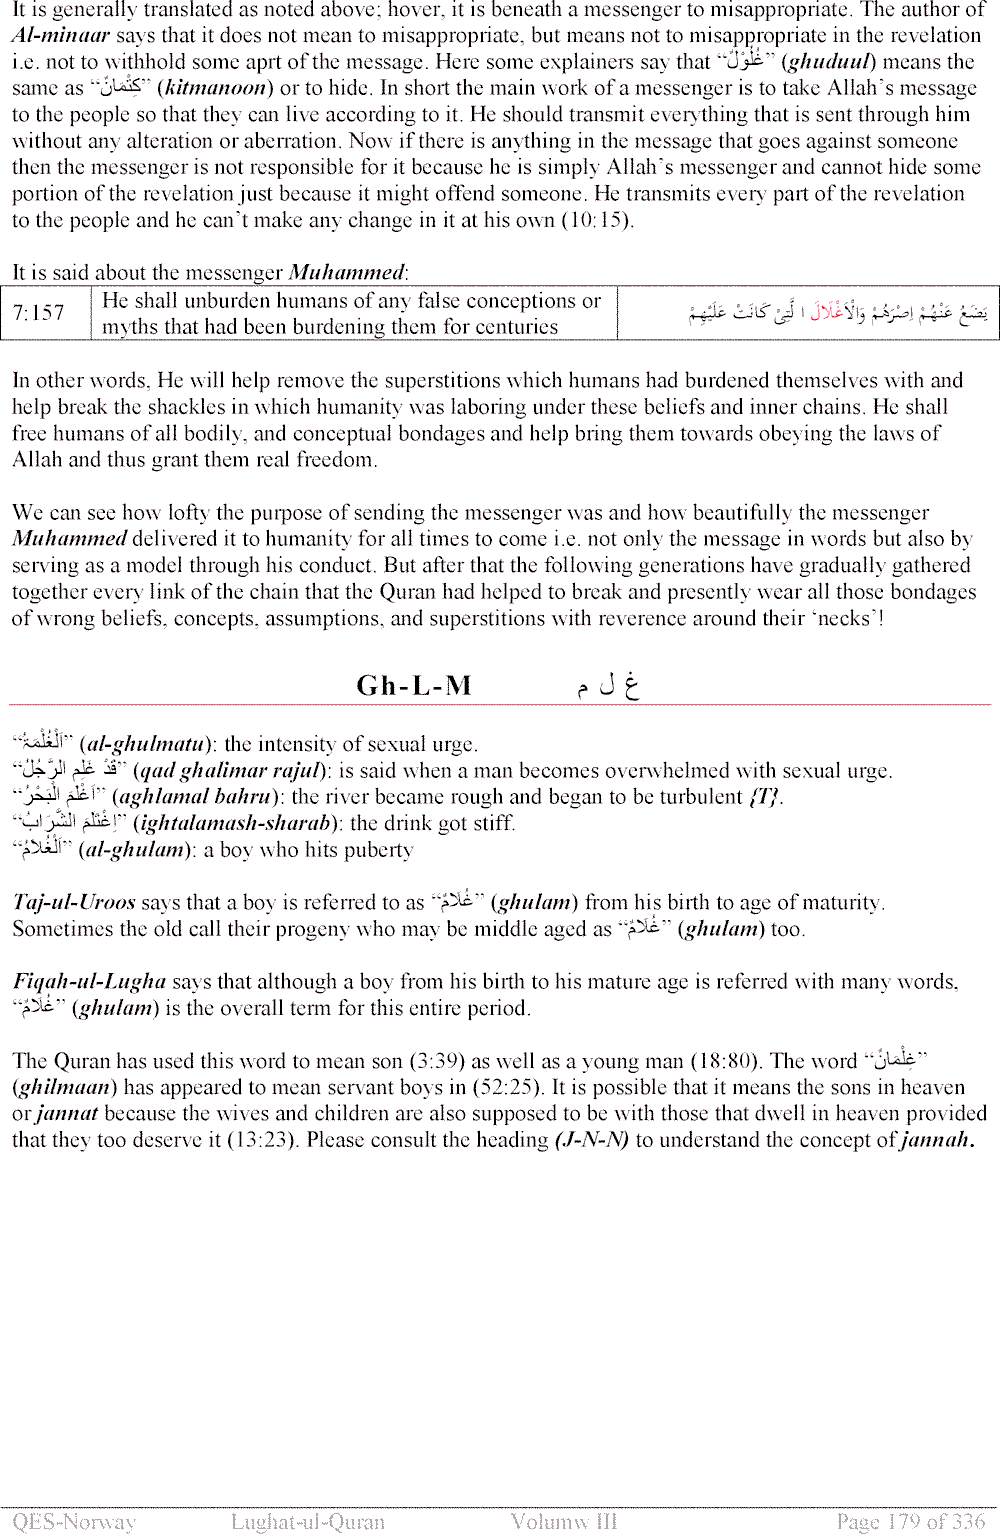 It is generally translated as noted above; hover, it is beneath a messenger to misappropriate. The author of
Al-minaar says that it does not mean to misappropriate, but means not to misappropriate in the revelation
i.e. not to withhold some aprt of the message. Here some explainers say that “غُلُوْلٌ” (ghuduul) means the
same as “كِتْمَانٌ” (kitmanoon) or to hide. In short the main work of a messenger is to take Allah’s message
to the people so that they can live according to it. He should transmit everything that is sent through him
without any alteration or aberration. Now if there is anything in the message that goes against someone
then the messenger is not responsible for it because he is simply Allah’s messenger and cannot hide some
portion of the revelation just because it might offend someone. He transmits every part of the revelation
to the people and he can’t make any change in it at his own (10:15).
It is said about the messenger Muhammed:
7:157 He shall unburden humans of any false conceptions or
myths that had been burdening them for centuries
يَضَعُ عَنْهُمْ اِصْرَهُمْ وَالْاَغْلَالَ ا لَّتِىْ كَانَتْ عَلَيْهِمْ
In other words, He will help remove the superstitions which humans had burdened themselves with and
help break the shackles in which humanity was laboring under these beliefs and inner chains. He shall
free humans of all bodily, and conceptual bondages and help bring them towards obeying the laws of
Allah and thus grant them real freedom.
We can see how lofty the purpose of sending the messenger was and how beautifully the messenger
Muhammed delivered it to humanity for all times to come i.e. not only the message in words but also by
serving as a model through his conduct. But after that the following generations have gradually gathered
together every link of the chain that the Quran had helped to break and presently wear all those bondages
of wrong beliefs, concepts, assumptions, and superstitions with reverence around their ‘necks’!
Gh-L-M غ ل م
“اَلْغُلْمَۃُ” (al-ghulmatu): the intensity of sexual urge.
“قَدْ غَلِم الرَّجُلُ” (qad ghalimar rajul): is said when a man becomes overwhelmed with sexual urge.
“اَغْلَم الْبَحْرُ” (aghlamal bahru): the river became rough and began to be turbulent {T}.
“اِغْتَلَمَ الشَّرَابُ” (ightalamash-sharab): the drink got stiff.
“اَلْغُلَامُ” (al-ghulam): a boy who hits puberty
Taj-ul-Uroos says that a boy is referred to as “غُلَامٌ” (ghulam) from his birth to age of maturity.
Sometimes the old call their progeny who may be middle aged as “غُلَامٌ” (ghulam) too.
Fiqah-ul-Lugha says that although a boy from his birth to his mature age is referred with many words,
“غُلَامٌ” (ghulam) is the overall term for this entire period.
The Quran has used this word to mean son (3:39) as well as a young man (18:80). The word “غِلْمَانٌ”
(ghilmaan) has appeared to mean servant boys in (52:25). It is possible that it means the sons in heaven
or jannat because the wives and children are also supposed to be with those that dwell in heaven provided
that they too deserve it (13:23). Please consult the heading (J-N-N) to understand the concept of jannah.
QES-Norway Lughat-ul-Quran Volumw III Page 179 of 336